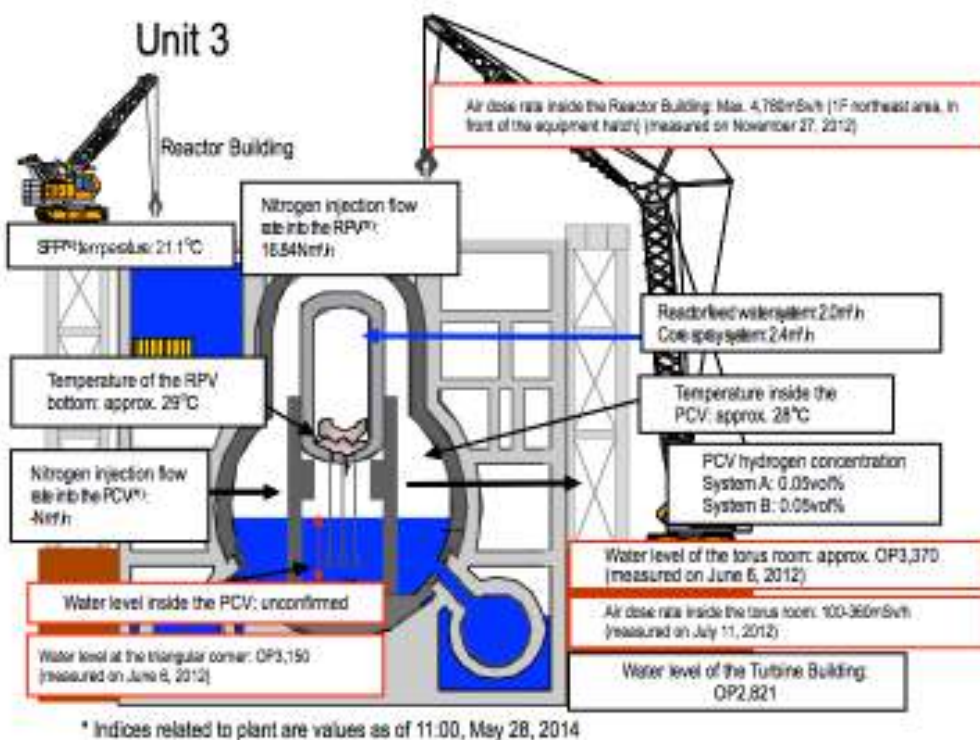 Unit 3
Air dose rate inside the Reactor Building: Max. 4,780mSv/h (1F northeast area, in
front of the equipment hatch) (measured on November 27, 2012)
Reactor Building
Nitrogen injection flow
rate into the RPV
16.84Nm³/h
SFP temperature: 21.1°C
Reactor feed water system: 2.0m³/h
Core spray system: 2.4m³/h
Temperature of the RPV
bottom: approx. 29°C
Temperature inside the
PCV: approx. 28°C
Nitrogen injection flow
rate into the PCV
-Nm³/h
PCV hydrogen concentration
System A: 0.05vol%
System B: 0.05vol%
Water level of the torus room: approx. OP3,370
(measured on June 6, 2012)
Water level inside the PCV: unconfirmed
Air dose rate inside the torus room: 100-360mSv/h
(measured on July 11, 2012)
Water level at the triangular corner: OP3,150
(measured on June 6, 2012)
Water level of the Turbine Building:
OP2,821
* Indices related to plant are values as of 11:00, May 28, 2014